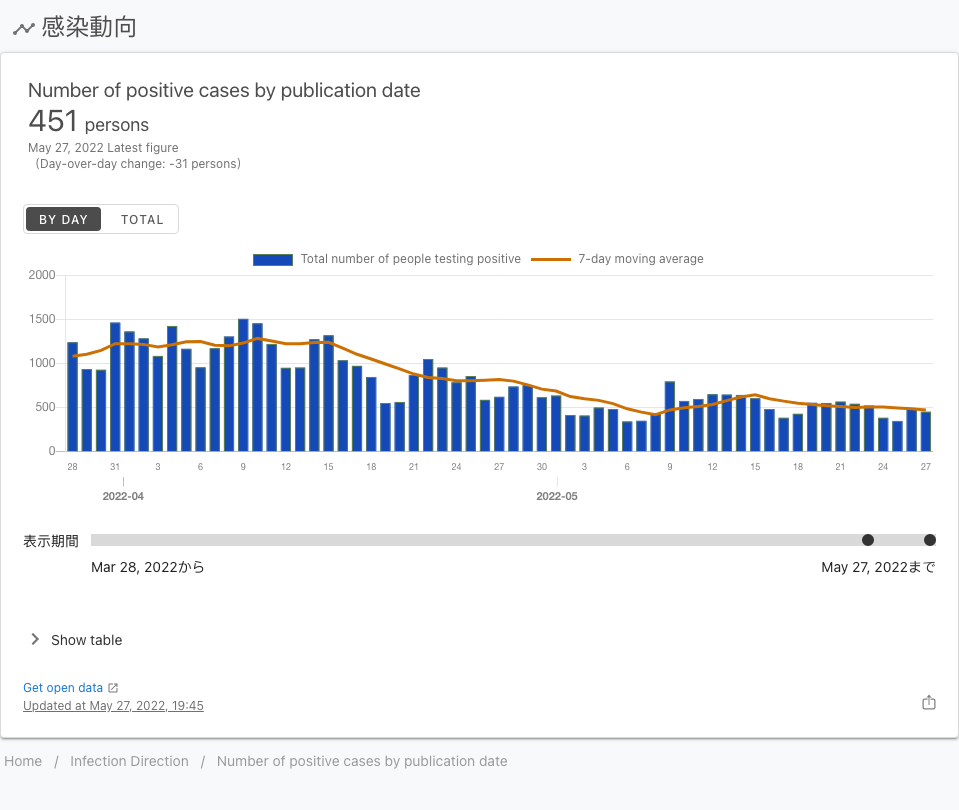 感染動向
Number of positive cases by publication date
451 persons
May 27, 2022 Latest figure
(Day-over-day change: -31 persons)
BY DAY TOTAL
Total number of people testing positive 7-day moving average
2000
1500
1000
500
0
28 31 3 6 9 12 15 18 21 24 27 30 3 6 9 12 15 18 21 24 27
2022-04 2022-05
表示期間
Mar 28, 2022から May 27, 2022まで
Show table
Get open data
Updated at May 27, 2022, 19:45
Home / Infection Direction / Number of positive cases by publication date